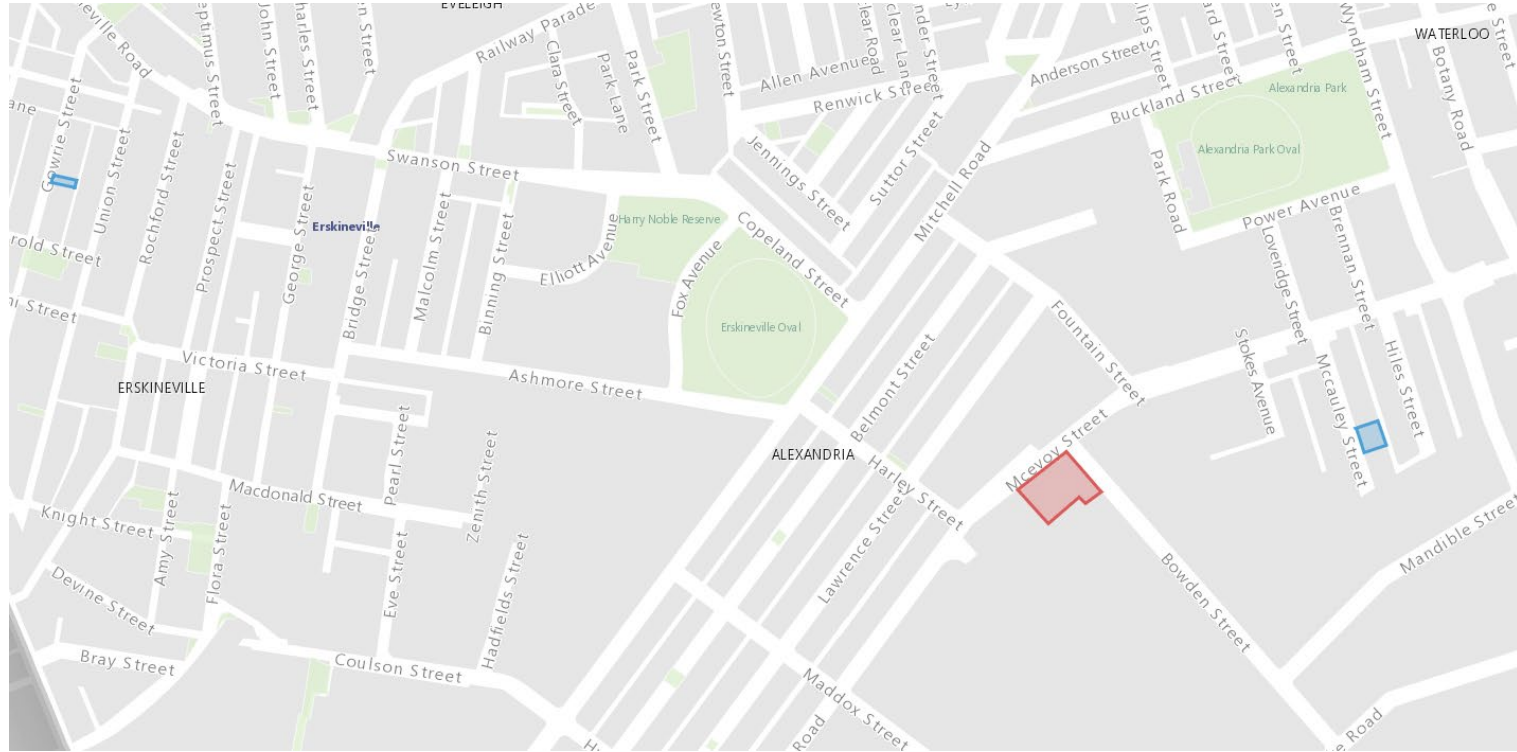 EVELEIGH
Railway Parade
Clara Street
Park Lane
Park Street
Allen Avenue
Renwick Street
Anderson Street
Buckland Street
Wyndham Street
WATERLOO
Botany Road
Alexandria Park
Alexandria Park Oval
Park Road
Power Avenue
Gowrie Street
Union Street
Rochford Street
Prospect Street
George Street
Swanson Street
Jennings Street
Suttor Street
Mitchell Road
Erskineville
Bridge Street
Malcolm Street
Binning Street
Elliott Avenue
Harry Noble Reserve
Fox Avenue
Copeland Street
Erskineville Oval
Fountain Street
Loveridge Street
Brennan Street
Stokes Avenue
Mccauley Street
Hiles Street
Victoria Street
ERSKINEVILLE
Ashmore Street
Belmont Street
ALEXANDRIA
Harley Street
Mcevoy Street
Pearl Street
Macdonald Street
Zenith Street
Knight Street
Amy Street
Flora Street
Lawrence Street
Mandible Street
Bowden Street
Devine Street
Eve Street
Hadfields Street
Bray Street
Coulson Street
Maddox Street
Road